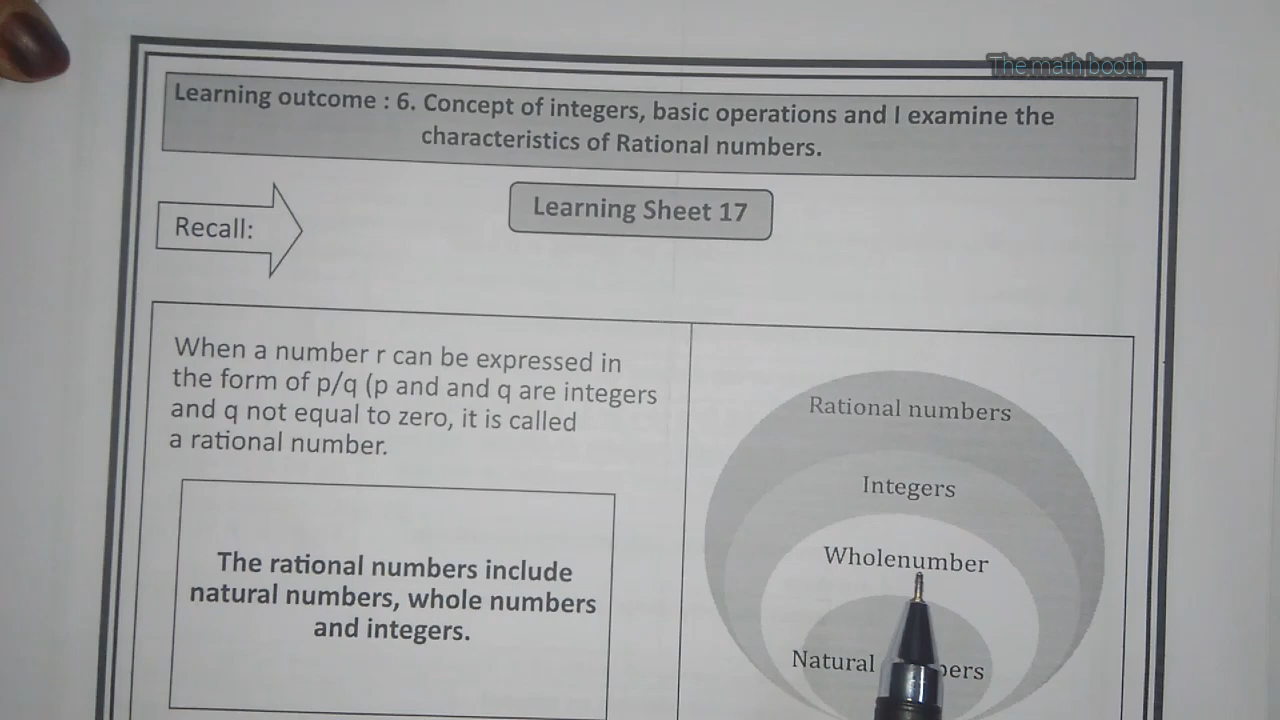 The math booth
Learning outcome : 6. Concept of integers, basic operations and I examine the
characteristics of Rational numbers.
Learning Sheet 17
Recall:
When a number r can be expressed in
the form of p/q (p and and q are integers
and q not equal to zero, it is called
a rational number.
The rational numbers include
natural numbers, whole numbers
and integers.
Rational numbers
Integers
Wholenumber
Natural